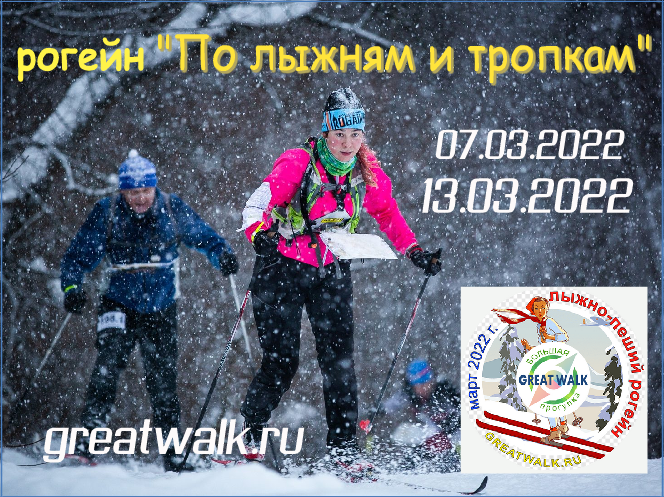 рогейн "По лыжням и тропкам"
07.03.2022
13.03.2022
greatwalk.ru
март 2022 г. лыжно-пеший рогейн
БОЛЬШАЯ
GREAT WALK
прогулка
GREATWALK.RU